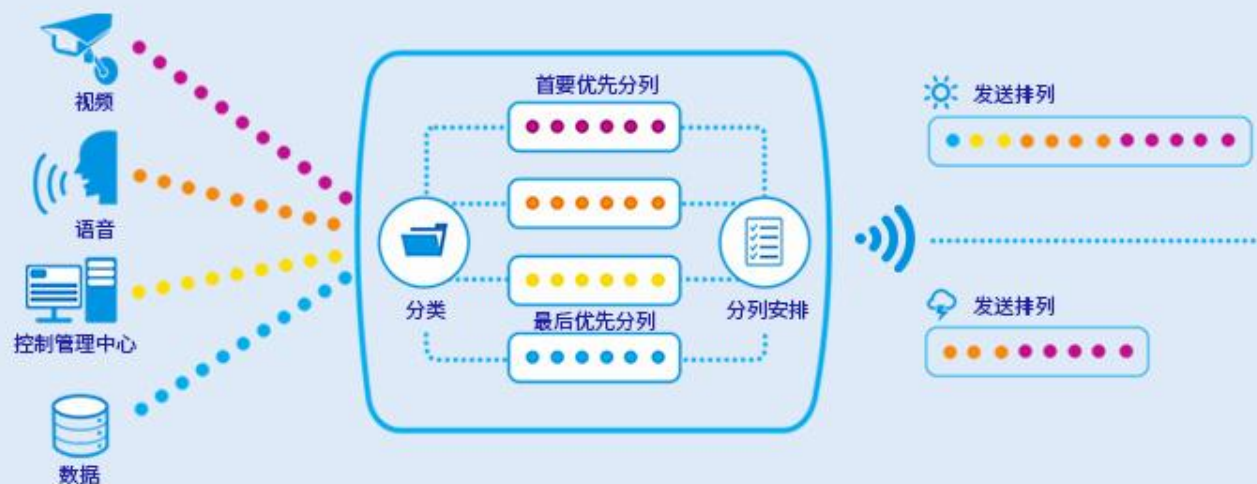 视频
语音
控制管理中心
数据
首要优先分列
分类
最后优先分列
分列安排
发送排列
发送排列